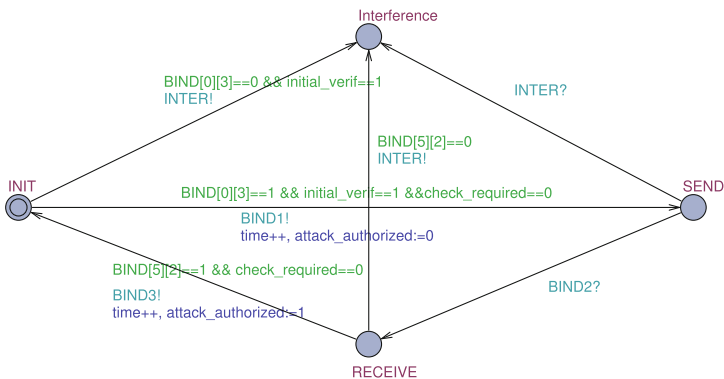 Interference
BIND[0][3]==0 && initial_verif==1
INTER!
INTER?
BIND[5][2]==0
INTER!
INIT
BIND[0][3]==1 && initial_verif==1 &&check_required==0
SEND
BIND1!
time++, attack_authorized:=0
BIND[5][2]==1 && check_required==0
BIND3!
time++, attack_authorized:=1
BIND2?
RECEIVE